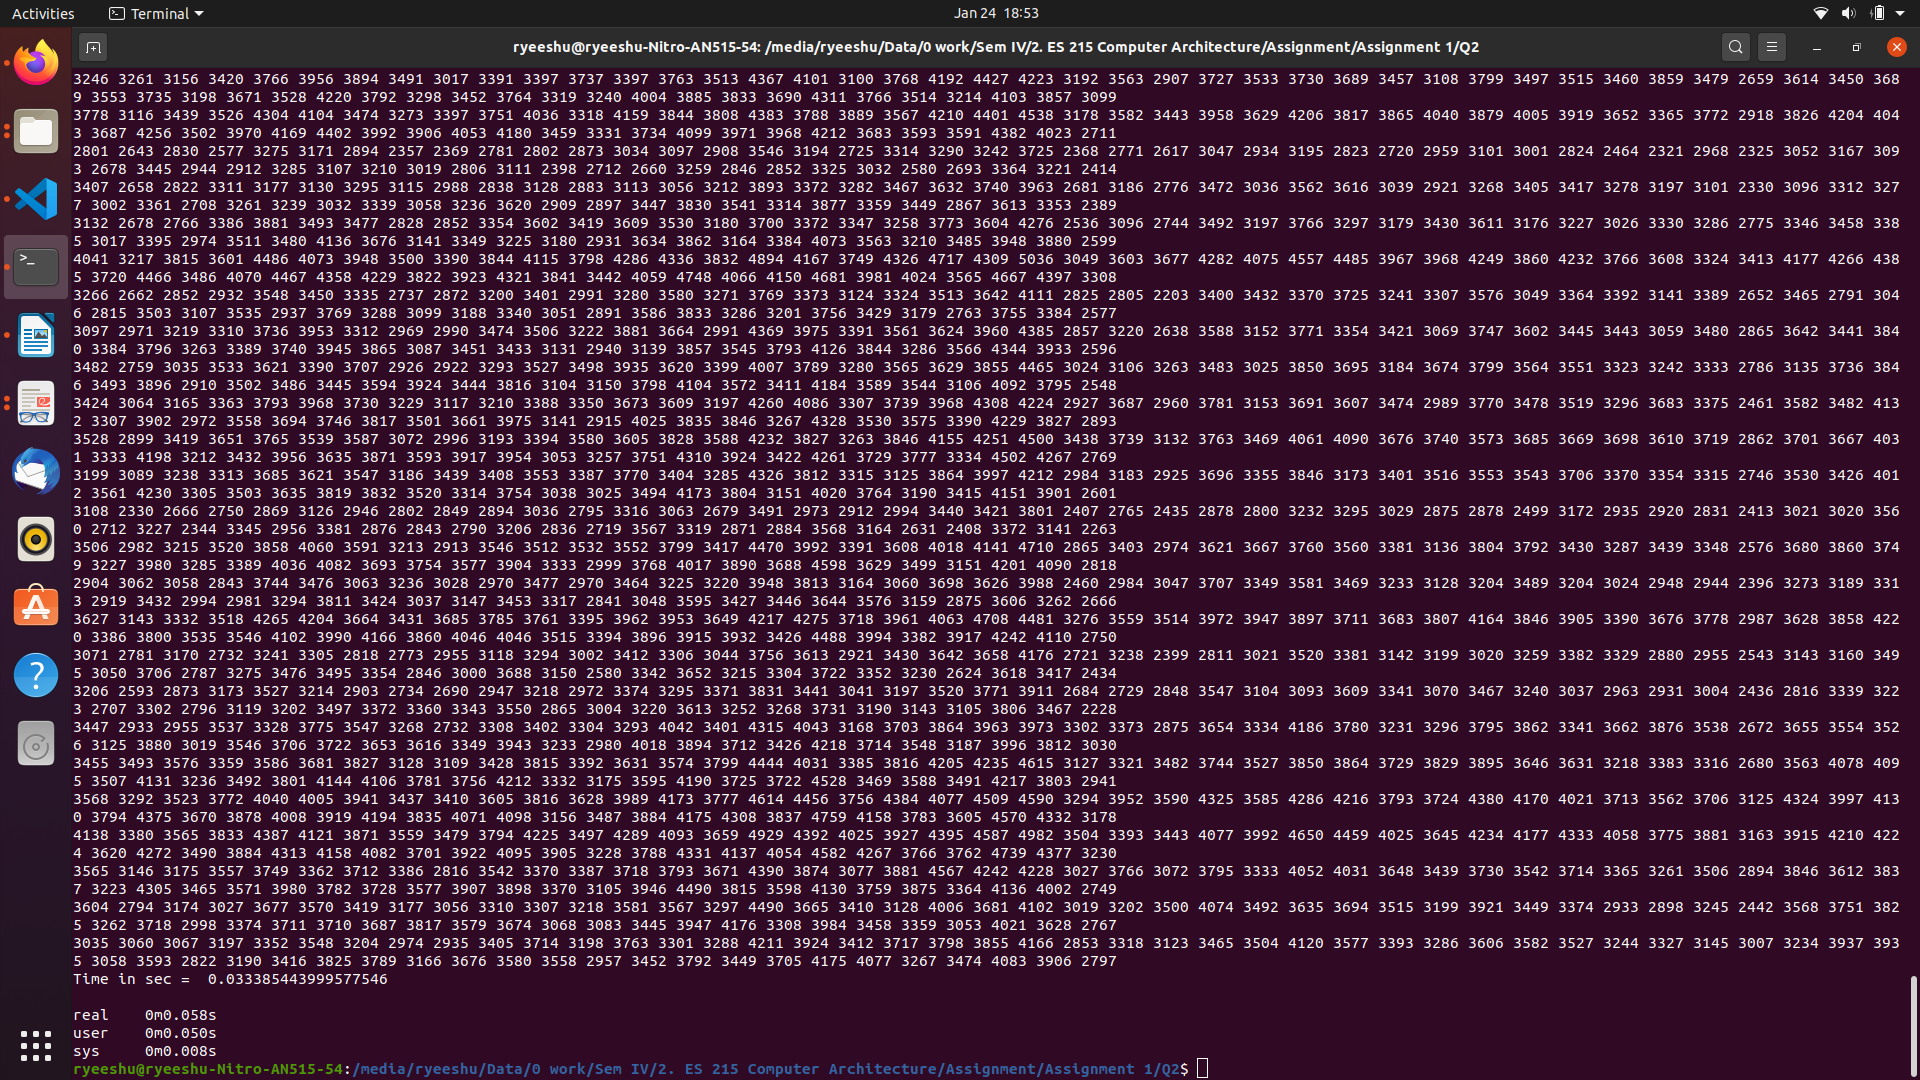 Activities Terminal Jan 24 18:53
ryeeshu@ryeeshu-Nitro-AN515-54: /media/ryeeshu/Data/0 work/Sem IV/2. ES 215 Computer Architecture/Assignment/Assignment 1/Q2
3246 3261 3156 3420 3766 3956 3894 3491 3017 3391 3397 3737 3397 3763 3513 4367 4101 3100 3768 4192 4427 4223 3192 3563 2907 3727 3533 3730 3689 3457 3108 3799 3497 3515 3460 3859 3479 2659 3614 3450 368
9 3553 3735 3198 3671 3528 4220 3792 3298 3452 3764 3319 3240 4004 3885 3833 3690 4311 3766 3514 3214 4103 3857 3099
3778 3116 3439 3526 4304 4104 3474 3273 3397 3751 4036 3318 4159 3844 3808 4383 3788 3889 3567 4210 4401 4538 3178 3582 3443 3958 3629 4206 3817 3865 4040 3879 4005 3919 3652 3365 3772 2918 3826 4204 404
3 3687 4256 3502 3970 4169 4402 3992 3906 4053 4180 3459 3331 3734 4099 3971 3968 4212 3683 3593 3591 4382 4023 2711
2801 2643 2830 2577 3275 3171 2894 2357 2369 2781 2802 2873 3034 3097 2908 3546 3194 2725 3314 3290 3242 3725 2368 2771 2617 3047 2934 3195 2823 2720 2959 3101 3001 2824 2464 2321 2968 2325 3052 3167 309
3 2678 3445 2944 2912 3285 3107 3210 3019 2806 3111 2398 2712 2660 3259 2846 2852 3325 3032 2580 2693 3364 3221 2414
3407 2658 2822 3311 3177 3130 3295 3115 2988 2838 3128 2883 3113 3056 3212 3893 3372 3282 3467 3632 3740 3963 2681 3186 2776 3472 3036 3562 3616 3039 2921 3268 3405 3417 3278 3197 3101 2330 3096 3312 327
7 3002 3361 2708 3261 3239 3032 3339 3058 3236 3620 2909 2897 3447 3830 3541 3314 3877 3359 3449 2867 3613 3353 2389
3132 2678 2766 3386 3881 3493 3477 2828 2852 3354 3602 3419 3609 3530 3180 3700 3372 3347 3258 3773 3604 4276 2536 3096 2744 3492 3197 3766 3297 3179 3430 3611 3176 3227 3026 3330 3286 2775 3346 3458 338
5 3017 3395 2974 3511 3480 4136 3676 3141 3349 3225 3180 2931 3634 3862 3164 3384 4073 3563 3210 3485 3948 3880 2599
4041 3217 3815 3601 4486 4073 3948 3500 3390 3844 4115 3798 4286 4336 3832 4894 4167 3749 4326 4717 4309 5036 3049 3603 3677 4282 4075 4557 4485 3967 3968 4249 3860 4232 3766 3608 3324 3413 4177 4266 438
5 3720 4466 3486 4070 4467 4358 4229 3822 3923 4321 3841 3442 4059 4748 4066 4150 4681 3981 4024 3565 4667 4397 3308
3266 2662 2852 2932 3548 3450 3335 2737 2872 3200 3401 2991 3280 3580 3271 3769 3373 3124 3324 3513 3642 4111 2825 2805 2203 3400 3432 3370 3725 3241 3307 3576 3049 3364 3392 3141 3389 2652 3465 2791 304
6 2815 3503 3107 3535 2937 3769 3288 3099 3188 3340 3051 2891 3586 3833 3286 3201 3756 3429 3179 2763 3755 3384 2577
3097 2971 3219 3310 3736 3953 3312 2969 2990 3474 3506 3222 3881 3664 2991 4369 3975 3391 3561 3624 3960 4385 2857 3220 2638 3588 3152 3771 3354 3421 3069 3747 3602 3445 3443 3059 3480 2865 3642 3441 384
0 3384 3796 3263 3389 3740 3945 3865 3087 3451 3433 3131 2940 3139 3857 3545 3793 4126 3844 3286 3566 4344 3933 2596
3482 2759 3035 3533 3621 3390 3707 2926 2922 3293 3527 3498 3935 3620 3399 4007 3789 3280 3565 3629 3855 4465 3024 3106 3263 3483 3025 3850 3695 3184 3674 3799 3564 3551 3323 3242 3333 2786 3135 3736 384
6 3493 3896 2910 3502 3486 3445 3594 3924 3444 3816 3104 3150 3798 4104 3572 3411 4184 3589 3544 3106 4092 3795 2548
3424 3064 3165 3363 3793 3968 3730 3229 3117 3210 3388 3350 3673 3609 3197 4260 4086 3307 3739 3968 4308 4224 2927 3687 2960 3781 3153 3691 3607 3474 2989 3770 3478 3519 3296 3683 3375 2461 3582 3482 413
2 3307 3902 2972 3558 3694 3746 3817 3501 3661 3975 3141 2915 4025 3835 3846 3267 4328 3530 3575 3390 4229 3827 2893
3528 2899 3419 3651 3765 3539 3587 3072 2996 3193 3394 3580 3605 3828 3588 4232 3827 3263 3846 4155 4251 4500 3438 3739 3132 3763 3469 4061 4090 3676 3740 3573 3685 3669 3698 3610 3719 2862 3701 3667 403
1 3333 4198 3212 3432 3956 3635 3871 3593 3917 3954 3053 3257 3751 4310 3924 3422 4261 3729 3777 3334 4502 4267 2769
3199 3089 3238 3313 3685 3621 3547 3186 3439 3408 3553 3387 3770 3404 3285 4326 3812 3315 3125 3864 3997 4212 2984 3183 2925 3696 3355 3846 3173 3401 3516 3553 3543 3706 3370 3354 3315 2746 3530 3426 401
2 3561 4230 3305 3503 3635 3819 3832 3520 3314 3754 3038 3025 3494 4173 3804 3151 4020 3764 3190 3415 4151 3901 2601
3108 2330 2666 2750 2869 3126 2946 2802 2849 2894 3036 2795 3316 3063 2679 3491 2973 2912 2994 3440 3421 3801 2407 2765 2435 2878 2800 3232 3295 3029 2875 2878 2499 3172 2935 2920 2831 2413 3021 3020 356
0 2712 3227 2344 3345 2956 3381 2876 2843 2790 3206 2836 2719 3567 3319 2871 2884 3568 3164 2631 2408 3372 3141 2263
3506 2982 3215 3520 3858 4060 3591 3213 2913 3546 3512 3532 3552 3799 3417 4470 3992 3391 3608 4018 4141 4710 2865 3403 2974 3621 3667 3760 3560 3381 3136 3804 3792 3430 3287 3439 3348 2576 3680 3860 374
9 3227 3980 3285 3389 4036 4082 3693 3754 3577 3904 3333 2999 3768 4017 3890 3688 4598 3629 3499 3151 4201 4090 2818
2904 3062 3058 2843 3744 3476 3063 3236 3028 2970 3477 2970 3464 3225 3220 3948 3813 3164 3060 3698 3626 3988 2460 2984 3047 3707 3349 3581 3469 3233 3128 3204 3489 3204 3024 2948 2944 2396 3273 3189 331
3 2919 3432 2994 2981 3294 3811 3424 3037 3147 3453 3317 2841 3048 3595 3427 3446 3644 3576 3159 2875 3606 3262 2666
3627 3143 3332 3518 4265 4204 3664 3431 3685 3785 3761 3395 3962 3953 3649 4217 4275 3718 3961 4063 4708 4481 3276 3559 3514 3972 3947 3897 3711 3683 3807 4164 3846 3905 3390 3676 3778 2987 3628 3858 422
0 3386 3800 3535 3546 4102 3990 4166 3860 4046 4046 3515 3394 3896 3915 3932 3426 4488 3994 3382 3917 4242 4110 2750
3071 2781 3170 2732 3241 3305 2818 2773 2955 3118 3294 3002 3412 3306 3044 3756 3613 2921 3430 3642 3658 4176 2721 3238 2399 2811 3021 3520 3381 3142 3199 3020 3259 3382 3329 2880 2955 2543 3143 3160 349
5 3050 3706 2787 3275 3476 3495 3354 2846 3000 3688 3150 2580 3342 3652 3215 3304 3722 3352 3230 2624 3618 3417 2434
3206 2593 2873 3173 3527 3214 2903 2734 2690 2947 3218 2972 3374 3295 3371 3831 3441 3041 3197 3520 3771 3911 2684 2729 2848 3547 3104 3093 3609 3341 3070 3467 3240 3037 2963 2931 3004 2436 2816 3339 322
3 2707 3302 2796 3119 3202 3497 3372 3360 3343 3550 2865 3004 3220 3613 3252 3268 3731 3190 3143 3105 3806 3467 2228
3447 2933 2955 3537 3328 3775 3547 3268 2732 3308 3402 3304 3293 4042 3401 4315 4043 3168 3703 3864 3963 3973 3302 3373 2875 3654 3334 4186 3780 3231 3296 3795 3862 3341 3662 3876 3538 2672 3655 3554 352
6 3125 3880 3019 3546 3706 3722 3653 3616 3349 3943 3233 2980 4018 3894 3712 3426 4218 3714 3548 3187 3996 3812 3030
3455 3493 3576 3359 3586 3681 3827 3128 3109 3428 3815 3392 3631 3574 3799 4444 4031 3385 3816 4205 4235 4615 3127 3321 3482 3744 3527 3850 3864 3729 3829 3895 3646 3631 3218 3383 3316 2680 3563 4078 409
5 3507 4131 3236 3492 3801 4144 4106 3781 3756 4212 3332 3175 3595 4190 3725 3722 4528 3469 3588 3491 4217 3803 2941
3568 3292 3523 3772 4040 4005 3941 3437 3410 3605 3816 3628 3989 4173 3777 4614 4456 3756 4384 4077 4509 4590 3294 3952 3590 4325 3585 4286 4216 3793 3724 4380 4170 4021 3713 3562 3706 3125 4324 3997 413
0 3794 4375 3670 3878 4008 3919 4194 3835 4071 4098 3156 3487 3884 4175 4308 3837 4759 4158 3783 3605 4570 4332 3178
4138 3380 3565 3833 4387 4121 3871 3559 3479 3794 4225 3497 4289 4093 3659 4929 4392 4025 3927 4395 4587 4982 3504 3393 3443 4077 3992 4650 4459 4025 3645 4234 4177 4333 4058 3775 3881 3163 3915 4210 422
4 3620 4272 3490 3884 4313 4158 4082 3701 3922 4095 3905 3228 3788 4331 4137 4054 4582 4267 3766 3762 4739 4377 3230
3565 3146 3175 3557 3749 3362 3712 3386 2816 3542 3370 3387 3718 3793 3671 4390 3874 3077 3881 4567 4242 4228 3027 3766 3072 3795 3333 4052 4031 3648 3439 3730 3542 3714 3365 3261 3506 2894 3846 3612 383
7 3223 4305 3465 3571 3980 3782 3728 3577 3907 3898 3370 3105 3946 4490 3815 3598 4130 3759 3875 3364 4136 4002 2749
3604 2794 3174 3027 3677 3570 3419 3177 3056 3310 3307 3218 3581 3567 3297 4490 3665 3410 3128 4006 3681 4102 3019 3202 3500 4074 3492 3635 3694 3515 3199 3921 3449 3374 2933 2898 3245 2442 3568 3751 382
5 3262 3718 2998 3374 3711 3710 3687 3817 3579 3674 3068 3083 3445 3947 4176 3308 3984 3458 3359 3053 4021 3628 2767
3035 3060 3067 3197 3352 3548 3204 2974 2935 3405 3714 3198 3763 3301 3288 4211 3924 3412 3717 3798 3855 4166 2853 3318 3123 3465 3504 4120 3577 3393 3286 3606 3582 3527 3244 3327 3145 3007 3234 3937 393
5 3058 3593 2822 3190 3416 3825 3789 3166 3676 3580 3558 2957 3452 3792 3449 3705 4175 4077 3267 3474 4083 3906 2797
Time in sec =  0.033385443999577546
real    0m0.058s
user    0m0.050s
sys     0m0.008s
ryeeshu@ryeeshu-Nitro-AN515-54:/media/ryeeshu/Data/0 work/Sem IV/2. ES 215 Computer Architecture/Assignment/Assignment 1/Q2$